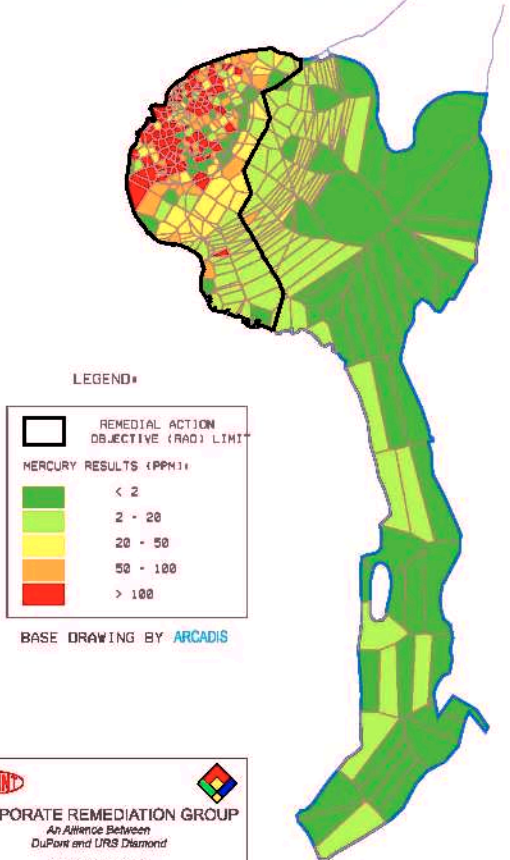 LEGEND:
REMEDIAL ACTION
OBJECTIVE (RAO) LIMIT
MERCURY RESULTS (PPM):
< 2
2 - 20
20 - 50
50 - 100
> 100
BASE DRAWING BY ARCADIS
NT
PORATE REMEDIATION GROUP
An Alliance Between
DuPont and URS Diamond